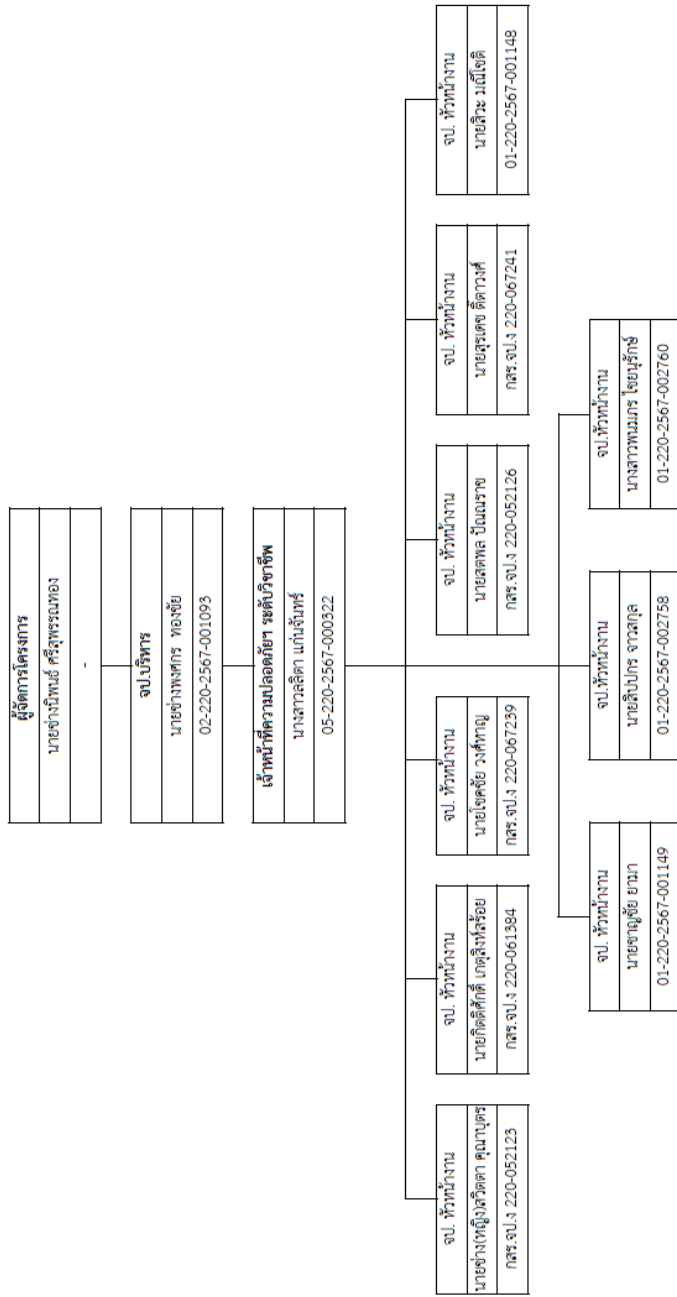 ผู้จัดการโครงการ
นายช่างนิพนธ์ ศรีสุพรรณทอง
-
จป.บริหาร
นายช่างพงศกร ทองชัย
02-220-2567-001093
เจ้าหน้าที่ความปลอดภัยฯ ระดับวิชาชีพ
นางสาวลลิตา แก่นจันทร์
05-220-2567-000322
จป. หัวหน้างาน
นายช่าง(หญิง)สวิตตา คุณาบุตร
กสร.จป.ง 220-052123
จป. หัวหน้างาน
นายกิตติศักดิ์ เกตุสิงห์สร้อย
กสร.จป.ง 220-061384
จป. หัวหน้างาน
นายโชคชัย วงศ์หาญ
กสร.จป.ง 220-067239
จป. หัวหน้างาน
นายสตพล ปัณณราช
กสร.จป.ง 220-052126
จป. หัวหน้างาน
นายสุรเดช ติตาวงศ์
กสร.จป.ง 220-067241
จป. หัวหน้างาน
นายสิวะ มณีโชติ
01-220-2567-001148
จป. หัวหน้างาน
นายชาญชัย ยามา
01-220-2567-001149
จป.หัวหน้างาน
นายสิปปกร จาวสกุล
01-220-2567-002758
จป.หัวหน้างาน
นางสาวพนมภร ไชยนุรักษ์
01-220-2567-002760